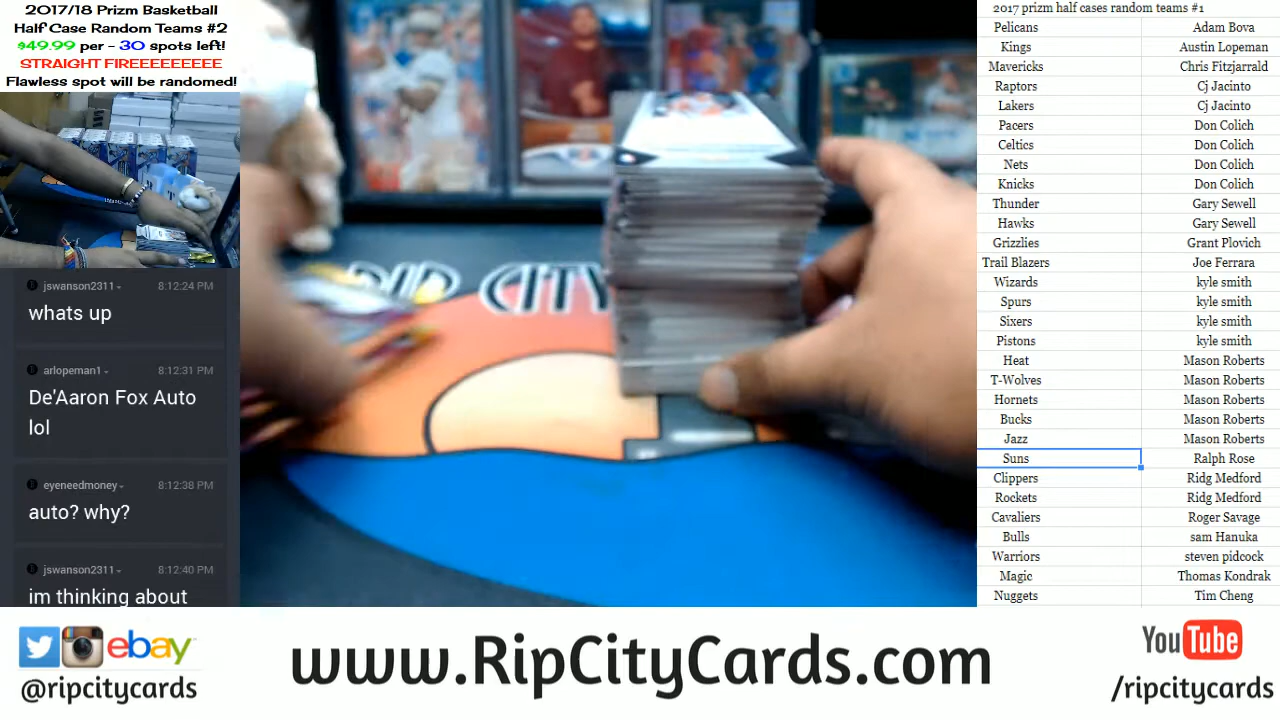 2017/18 Prizm Basketball
Half Case Random Teams #2
$49.99 per - 30 spots left!
STRAIGHT FIREEEEEEEEE
Flawless spot will be randomed!
jswanson2311 8:12:24 PM
whats up
arlopeman1 8:12:31 PM
De'Aaron Fox Auto
lol
eyeneedmoney 8:12:38 PM
auto? why?
jswanson2311 8:12:40 PM
im thinking about
RIP CITY
2017 prizm half cases random teams #1
Pelicans Adam Bova
Kings Austin Lopeman
Mavericks Chris Fitzjarrald
Raptors Cj Jacinto
Lakers Cj Jacinto
Pacers Don Colich
Celtics Don Colich
Nets Don Colich
Knicks Don Colich
Thunder Gary Sewell
Hawks Gary Sewell
Grizzlies Grant Plovich
Trail Blazers Joe Ferrara
Wizards kyle smith
Spurs kyle smith
Sixers kyle smith
Pistons kyle smith
Heat Mason Roberts
T-Wolves Mason Roberts
Hornets Mason Roberts
Bucks Mason Roberts
Jazz Mason Roberts
Suns Ralph Rose
Clippers Ridg Medford
Rockets Ridg Medford
Cavaliers Roger Savage
Bulls sam Hanuka
Warriors steven pidcock
Magic Thomas Kondrak
Nuggets Tim Cheng
ebay
@ripcitycards
www.RipCityCards.com
YouTube
/ripcitycards